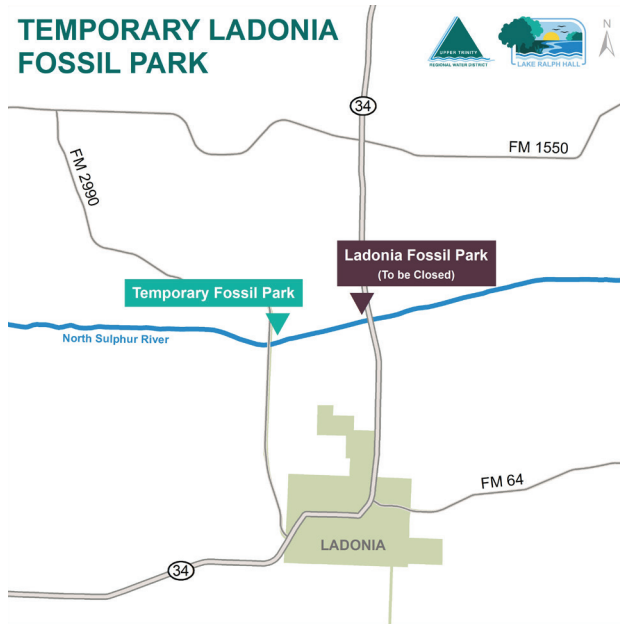 TEMPORARY LADONIA
FOSSIL PARK
UPPER TRINITY
REGIONAL WATER DISTRICT
LAKE RALPH HALL
N
34
FM 1550
FM 2990
Ladonia Fossil Park
(To be Closed)
Temporary Fossil Park
North Sulphur River
FM 64
LADONIA
34